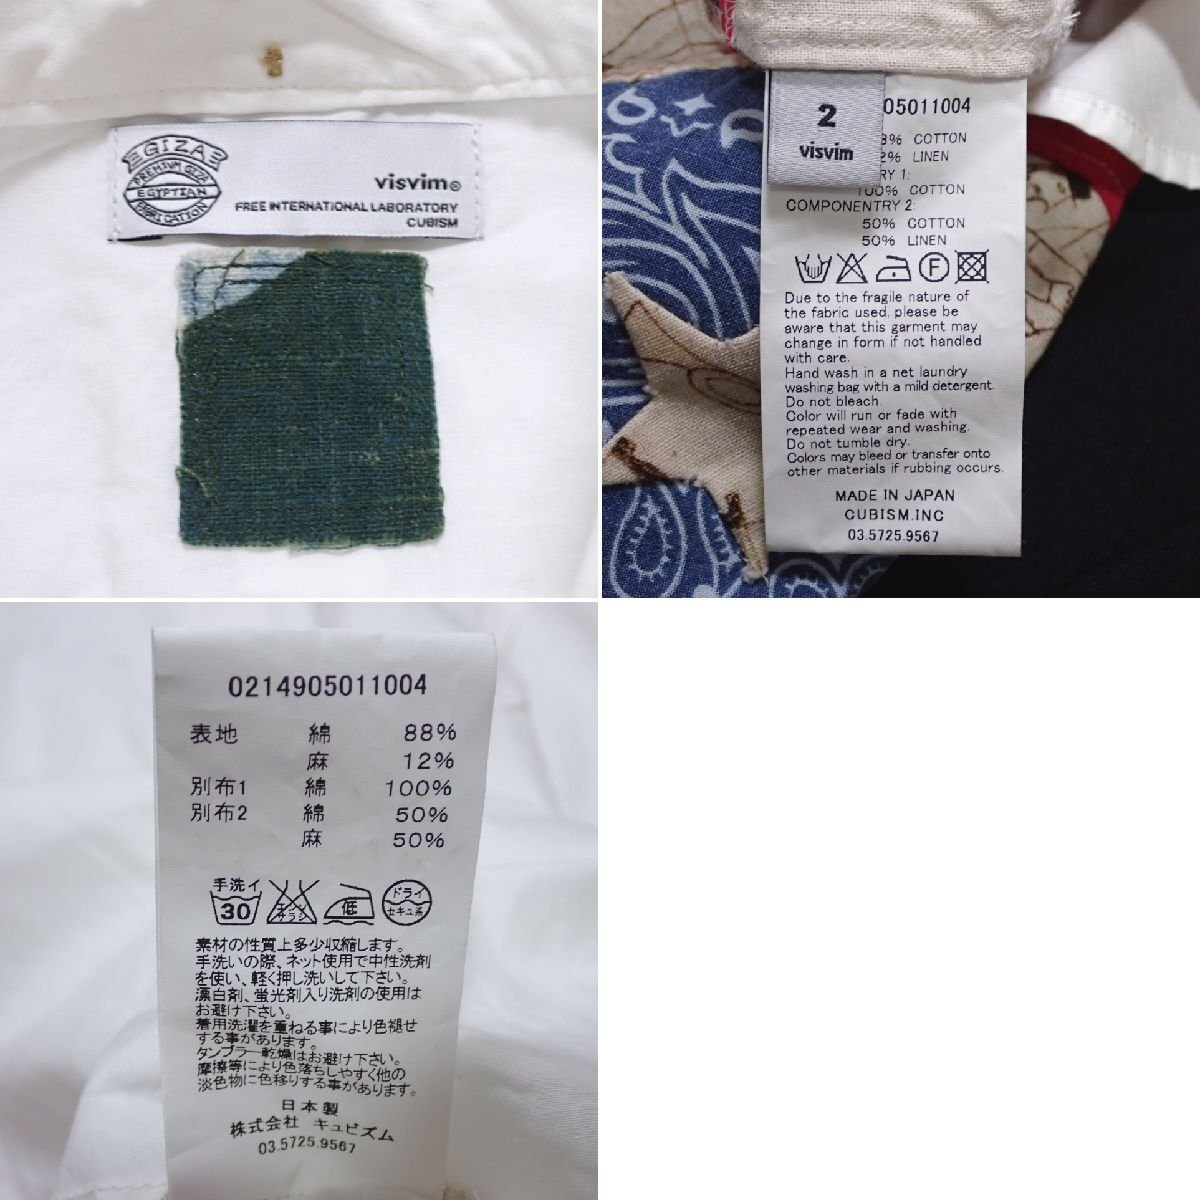 GIZA
PREMIUM GIZA
EGYPTIAN
FABRICATION
visvim®
FREE INTERNATIONAL LABORATORY
CUBISM
2
visvim
05011004
8% COTTON
2% LINEN
RY 1:
100% COTTON
COMPONENTRY 2:
50% COTTON
50% LINEN
F
Due to the fragile nature of
the fabric used, please be
aware that this garment may
change in form if not handled
with care.
Hand wash in a net laundry
washing bag with a mild detergent.
Do not bleach.
Color will run or fade with
repeated wear and washing.
Do not tumble dry.
Colors may bleed or transfer onto
other materials if rubbing occurs.
MADE IN JAPAN
CUBISM.INC
03.5725.9567
0214905011004
表地 綿 88%
麻 12%
別布1 綿 100%
別布2 綿 50%
麻 50%
手洗イ
30
エンソ
サラシ
低
ドライ
セキユ系
素材の性質上多少収縮します。
手洗いの際、ネット使用で中性洗剤
を使い、軽く押し洗いして下さい。
漂白剤、蛍光剤入り洗剤の使用は
お避け下さい。
着用洗濯を重ねる事により色褪せ
する事があります。
タンブラー乾燥はお避け下さい。
摩擦等により色落ちしやすく他の
淡色物に色移りする事があります。
日本製
株式会社 キュビズム
03.5725.9567